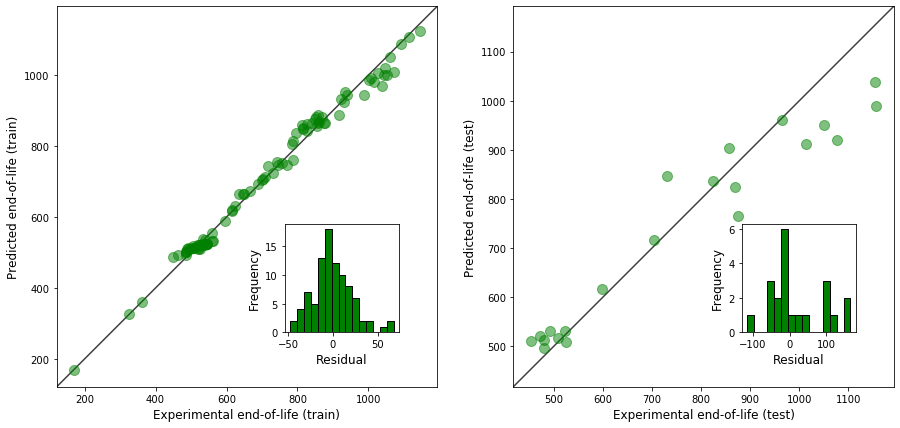 Predicted end-of-life (train)
1000
800
600
400
200
200 400 600 800 1000
Experimental end-of-life (train)
Frequency
15
10
5
0
−50 0 50
Residual
Predicted end-of-life (test)
1100
1000
900
800
700
600
500
500 600 700 800 900 1000 1100
Experimental end-of-life (test)
Frequency
6
4
2
0
−100 0 100
Residual